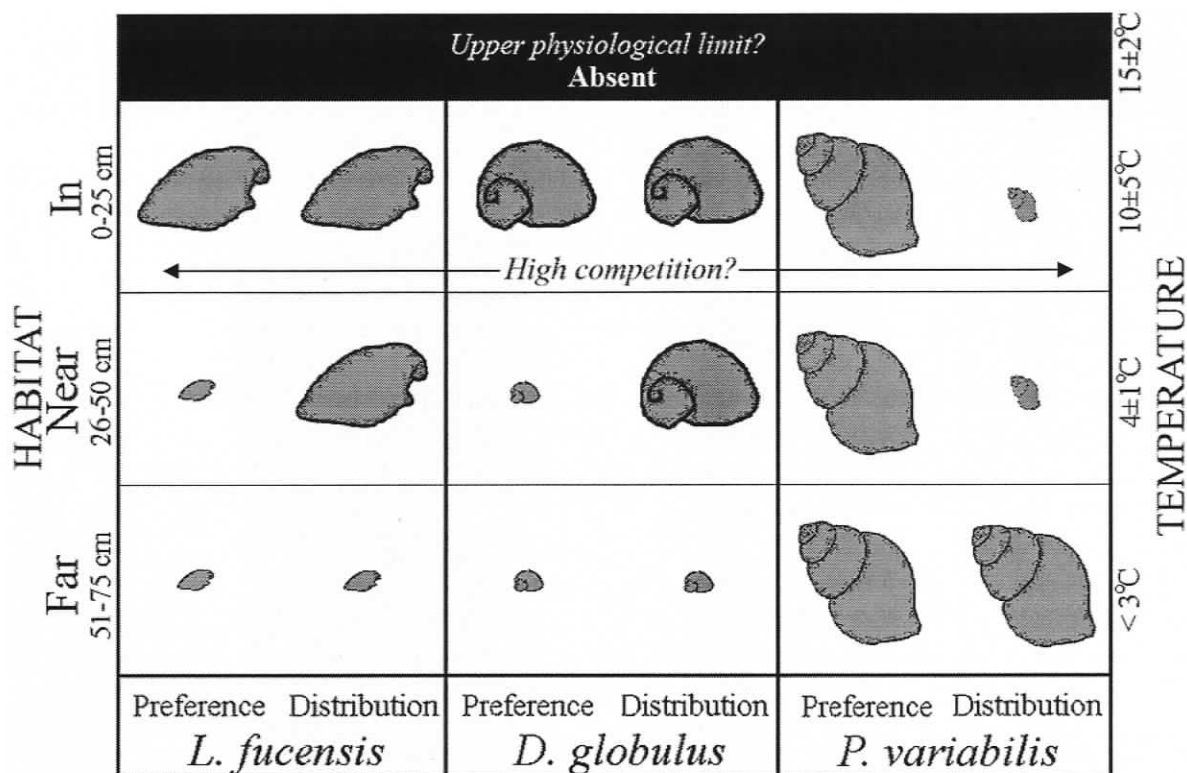 Upper physiological limit?
Absent
15±2°C
HABITAT
In
0-25 cm
10±5°C
High competition?
Near
26-50 cm
4±1°C
TEMPERATURE
Far
51-75 cm
< 3°C
Preference Distribution Preference Distribution Preference Distribution
L. fucensis D. globulus P. variabilis